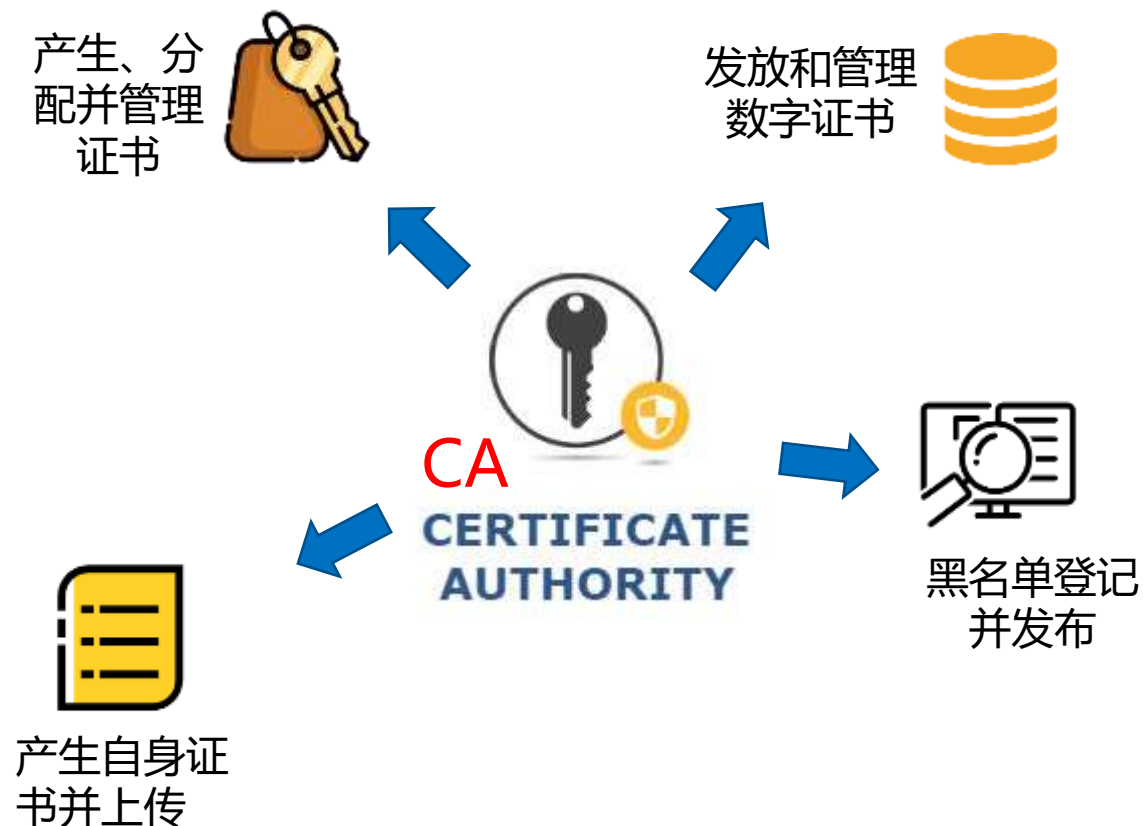 产生、分
配并管理
证书
发放和管理
数字证书
CA
CERTIFICATE
AUTHORITY
黑名单登记
并发布
产生自身证
书并上传